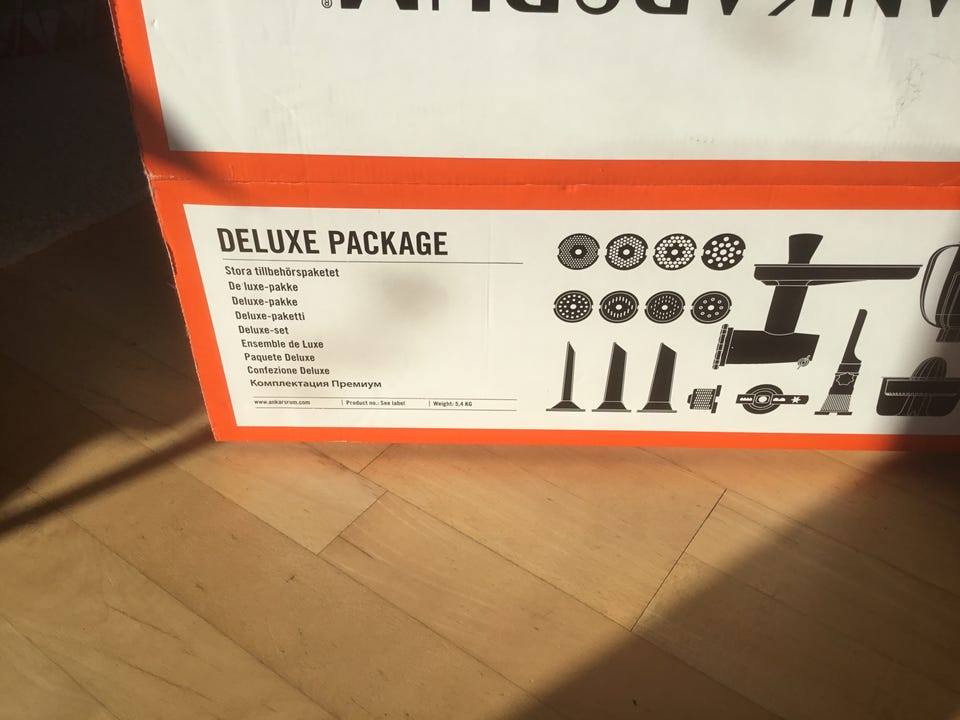 ANKARSRUM®
DELUXE PACKAGE
Stora tillbehörspaketet
De luxe-pakke
Deluxe-pakke
Deluxe-paketti
Deluxe-set
Ensemble de Luxe
Paquete Deluxe
Confezione Deluxe
Комплектация Премиум
www.ankarsrum.com | Product no.: See label | Weight: 5,4 KG